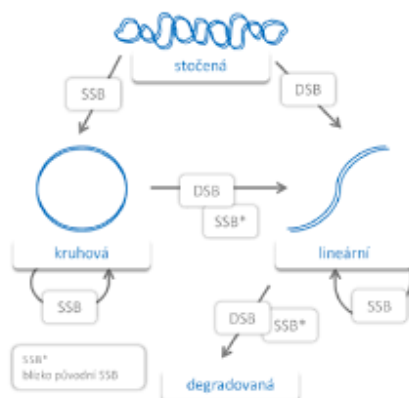 stočená
SSB
DSB
DSB
SSB*
kruhová
lineární
SSB
SSB
DSB
SSB*
SSB*
blízko původní SSB
degradovaná